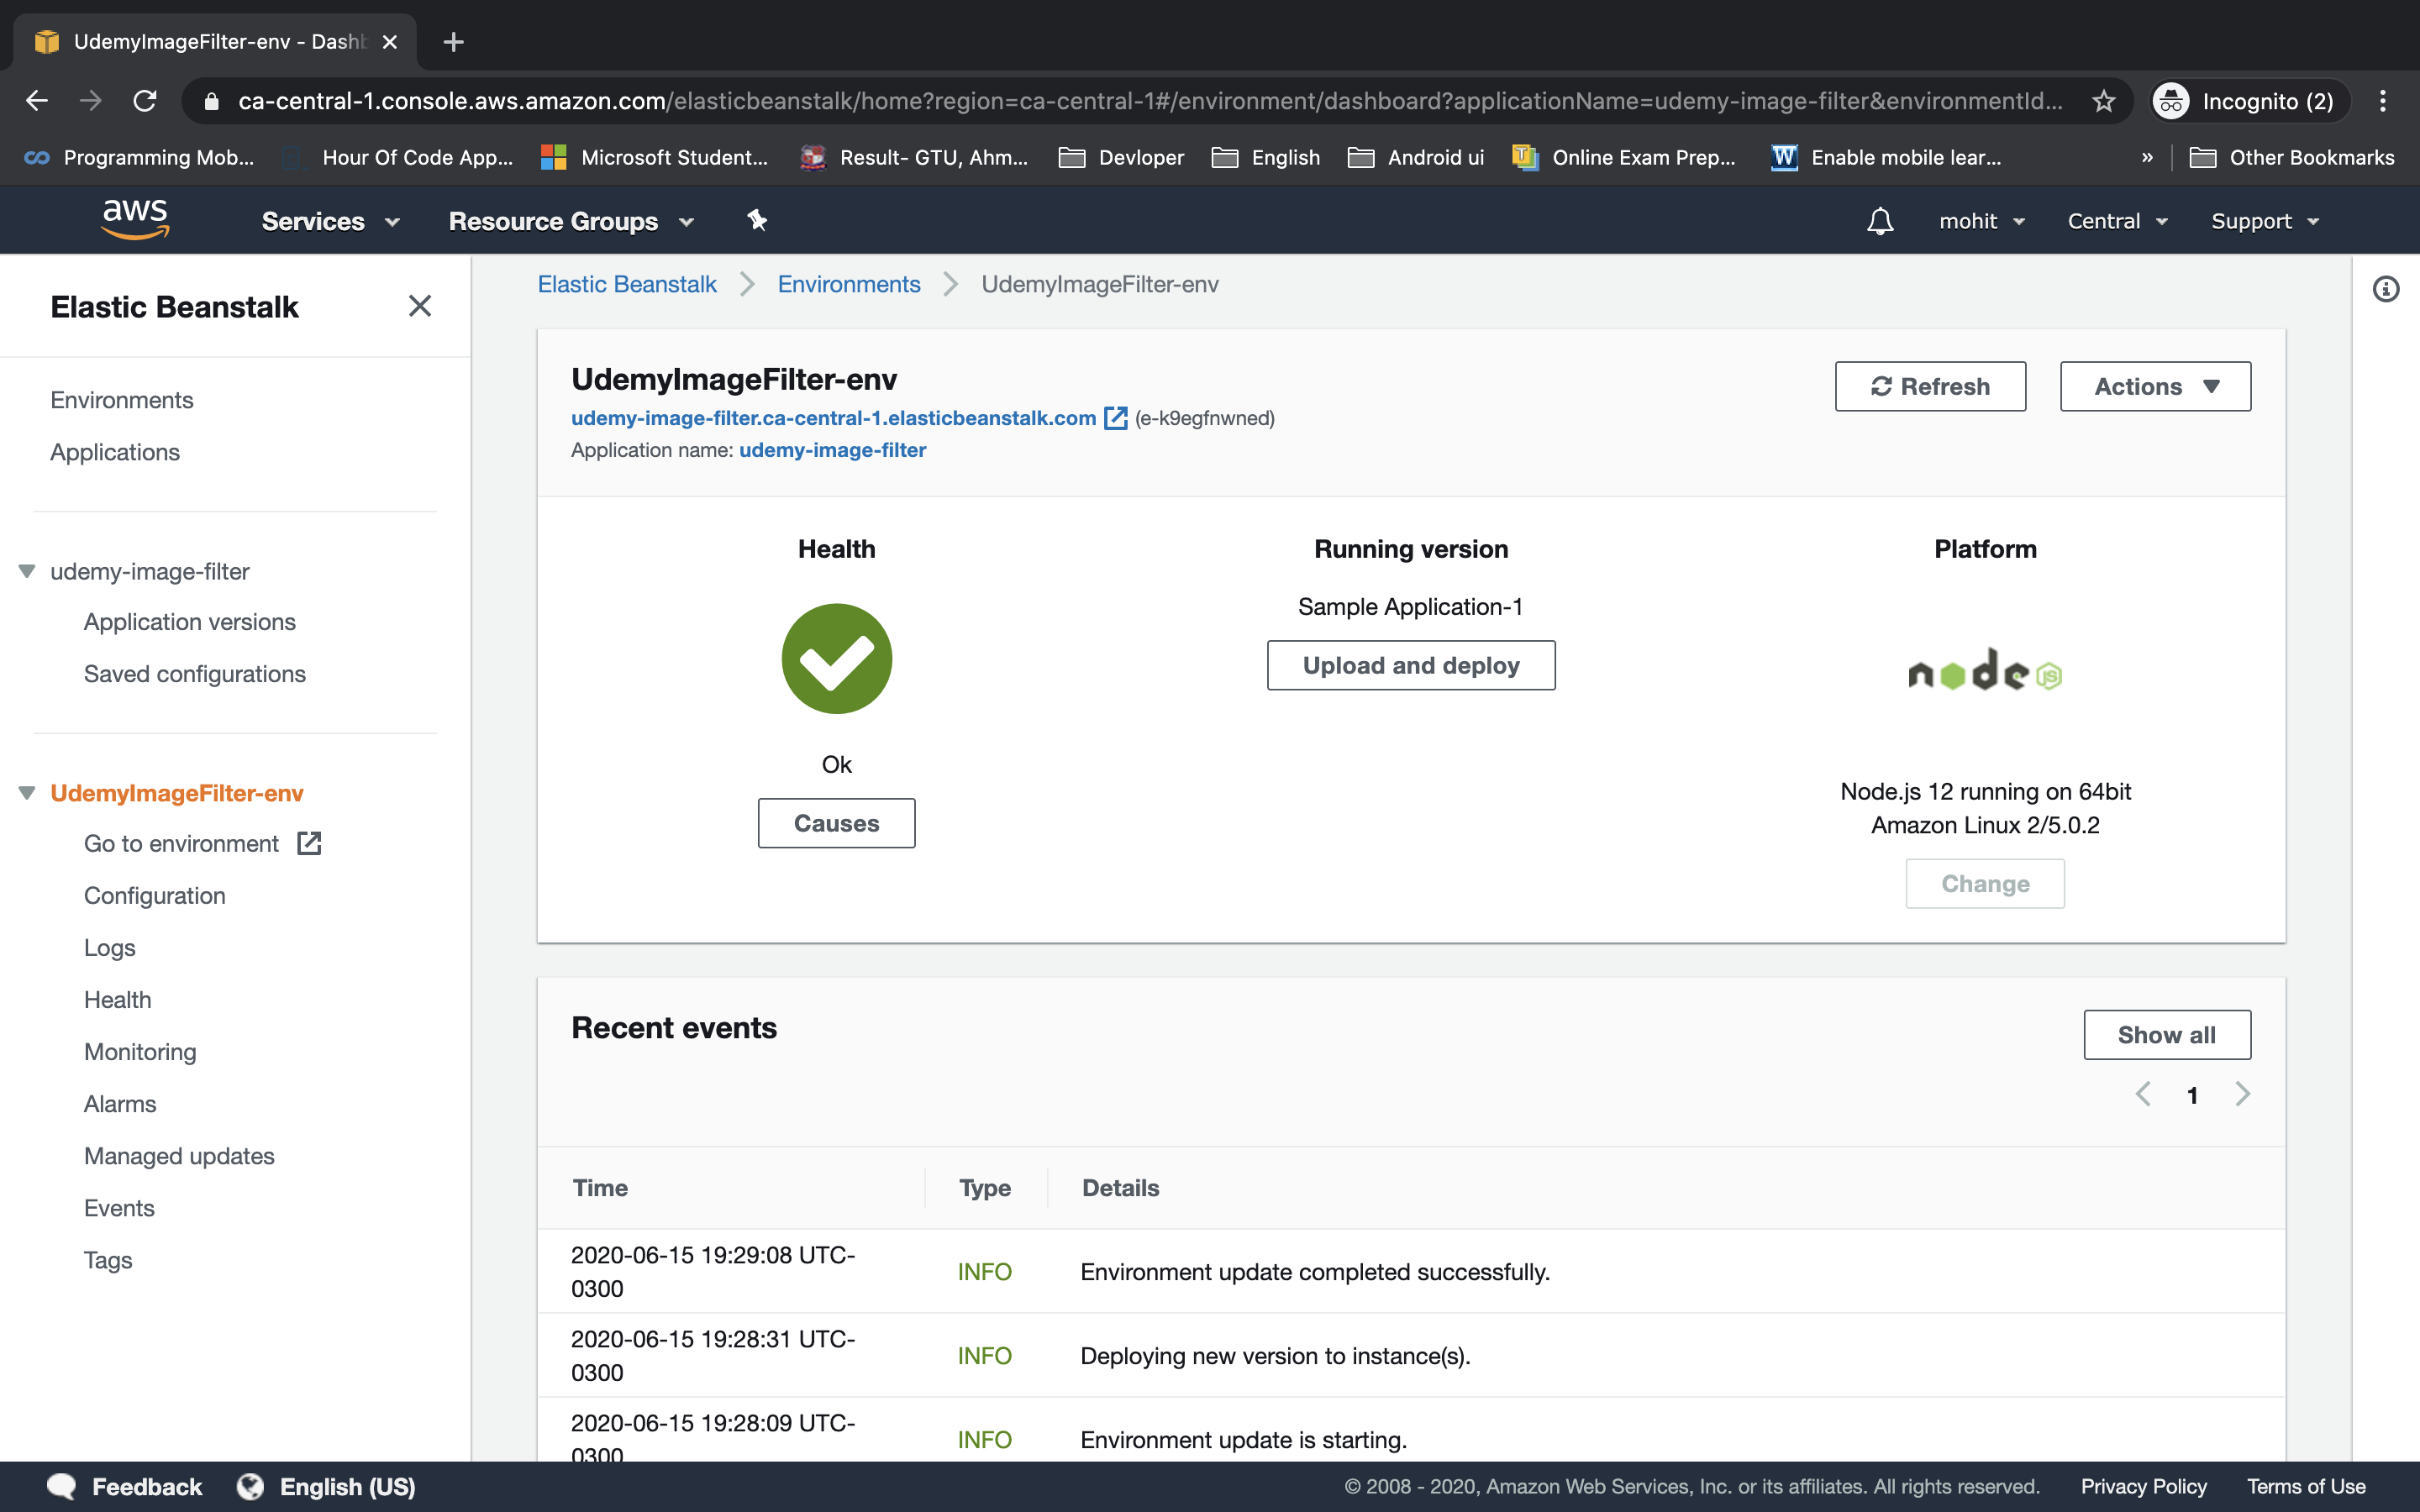 UdemyImageFilter-env - Dashb
ca-central-1.console.aws.amazon.com/elasticbeanstalk/home?region=ca-central-1#/environment/dashboard?applicationName=udemy-image-filter&environmentId...
Incognito (2)
Programming Mob...
Hour Of Code App...
Microsoft Student...
Result- GTU, Ahm...
Devloper
English
Android ui
Online Exam Prep...
Enable mobile lear...
»
Other Bookmarks
aws
Services
Resource Groups
mohit
Central
Support
Elastic Beanstalk
Environments
Applications
udemy-image-filter
Application versions
Saved configurations
UdemyImageFilter-env
Go to environment
Configuration
Logs
Health
Monitoring
Alarms
Managed updates
Events
Tags
Elastic Beanstalk > Environments > UdemyImageFilter-env
UdemyImageFilter-env
udemy-image-filter.ca-central-1.elasticbeanstalk.com (e-k9egfnwned)
Application name: udemy-image-filter
Refresh
Actions
Health
Ok
Causes
Running version
Sample Application-1
Upload and deploy
Platform
node JS
Node.js 12 running on 64bit
Amazon Linux 2/5.0.2
Change
Recent events
Show all
1
Time Type Details
2020-06-15 19:29:08 UTC-
0300
INFO
Environment update completed successfully.
2020-06-15 19:28:31 UTC-
0300
INFO
Deploying new version to instance(s).
2020-06-15 19:28:09 UTC-
0300
INFO
Environment update is starting.
Feedback
English (US)
© 2008 - 2020, Amazon Web Services, Inc. or its affiliates. All rights reserved.
Privacy Policy
Terms of Use